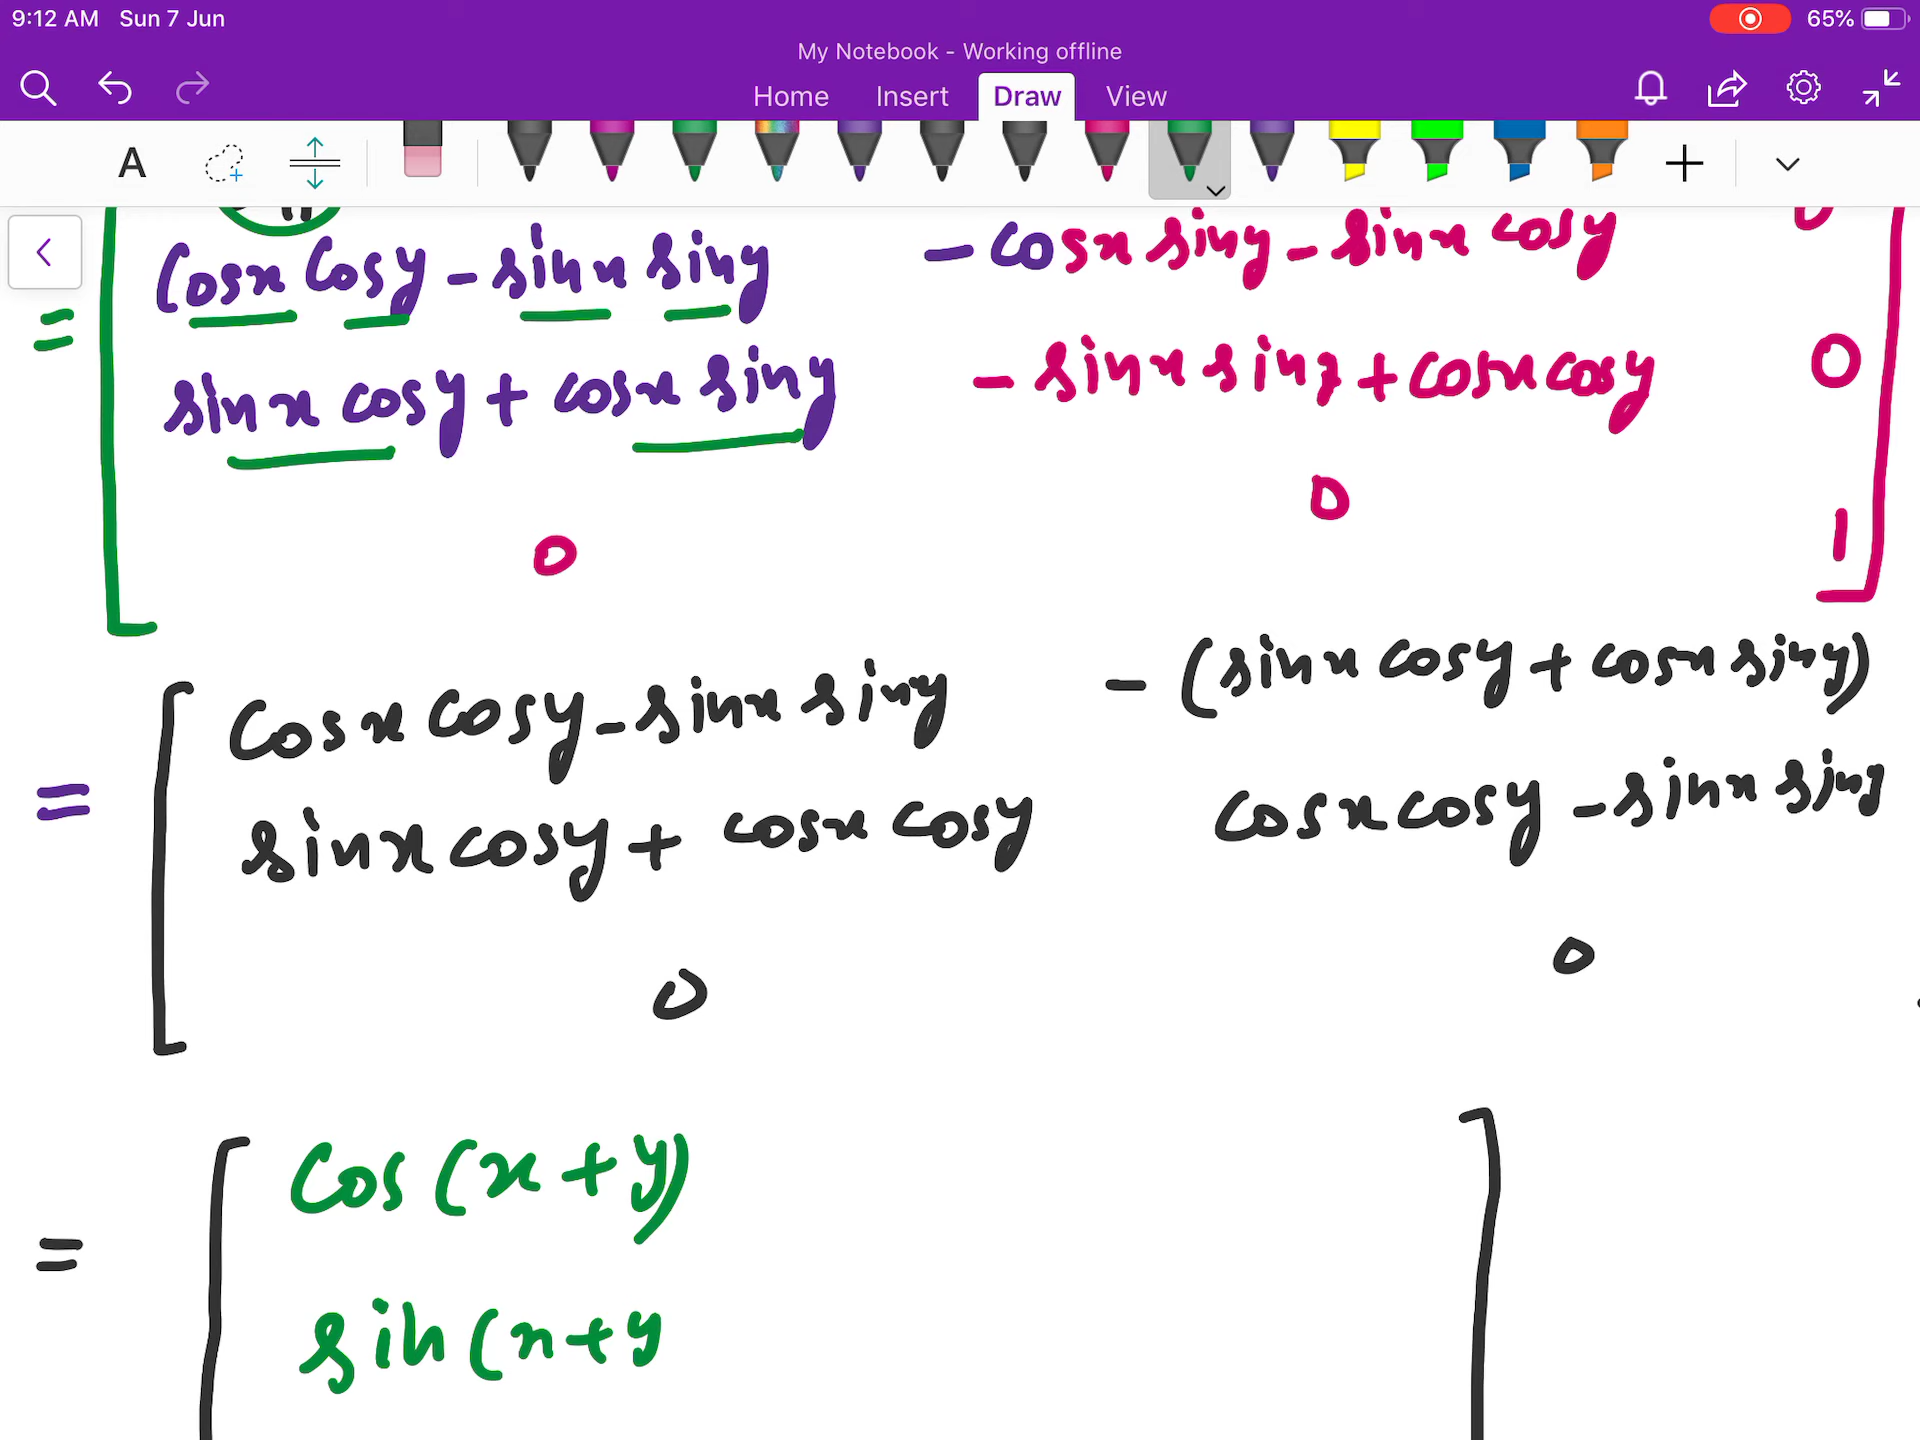 9:12 AM Sun 7 Jun 65%
My Notebook - Working offline
Home Insert Draw View
A
cosx cosy - sinx siny - cosx siny - sinx cosy
= sinx cosy + cosx siny - sinx siny + cosx cosy 0
0 0 1
cosx cosy - sinx siny - (sinx cosy + cosx siny)
= sinx cosy + cosx cosy cosx cosy - sinx siny
0 0
cos (x + y)
=
sin (x + y